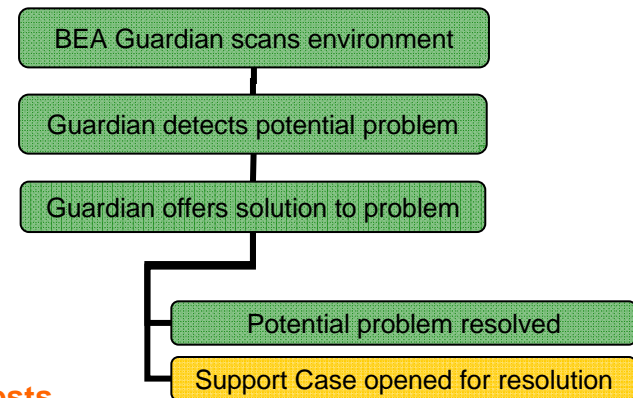 BEA Guardian scans environment
Guardian detects potential problem
Guardian offers solution to problem
Potential problem resolved
Support Case opened for resolution